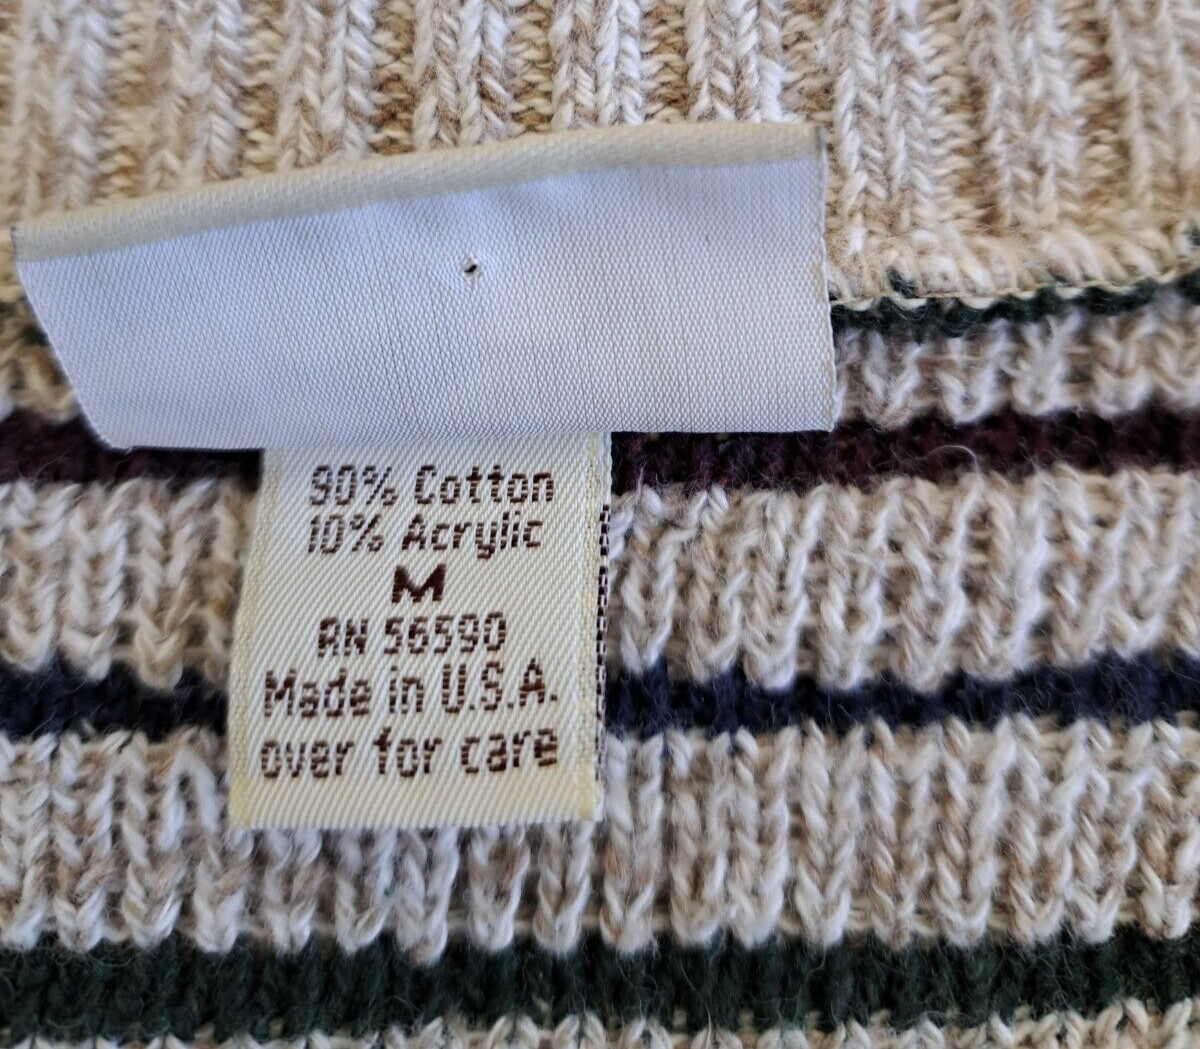 90% Cotton
10% Acrylic
M
RN 56590
Made in U.S.A.
over for care